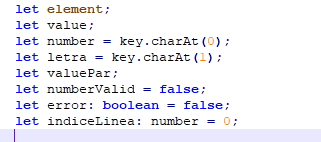 let element;
let value;
let number = key.charAt(0);
let letra = key.charAt(1);
let valuePar;
let numberValid = false;
let error: boolean = false;
let indiceLinea: number = 0;